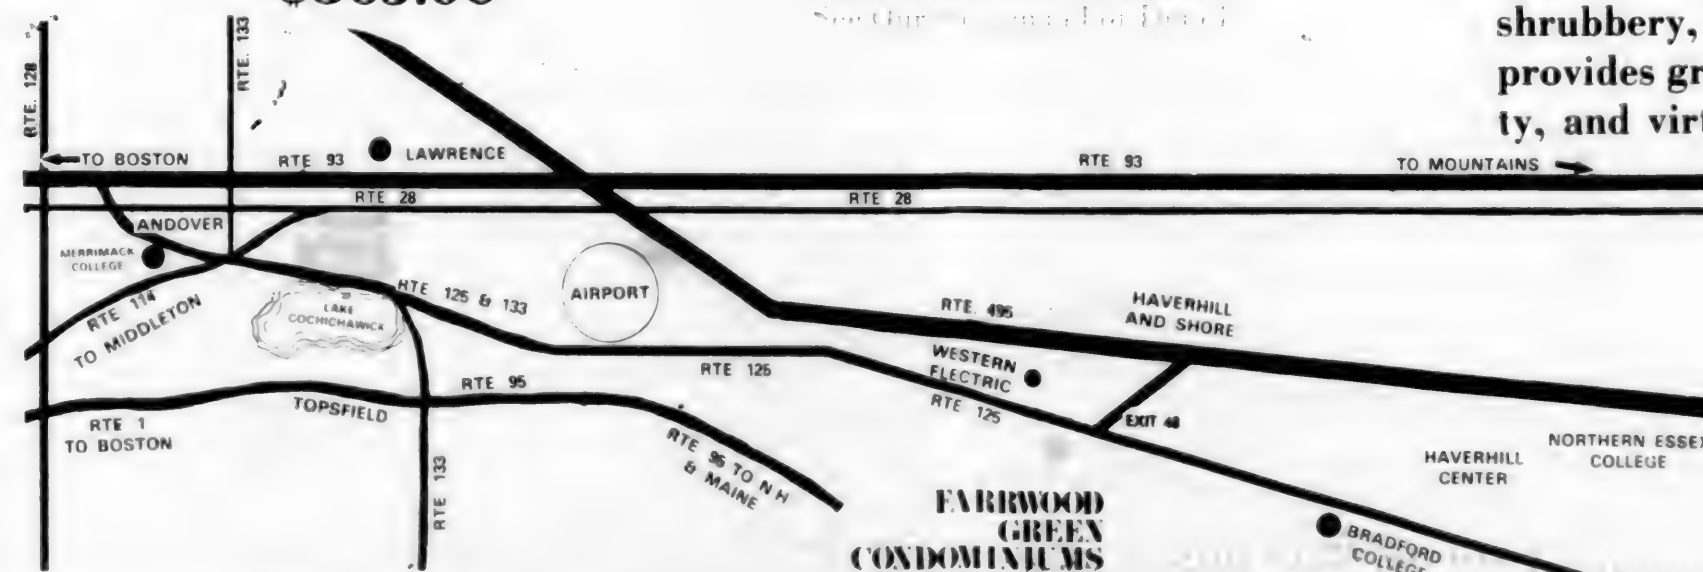 shrubbery,
provides gr
ty, and virt
RTE. 128
RTE. 133
TO BOSTON
RTE 93
LAWRENCE
RTE 93
TO MOUNTAINS
RTE 28
RTE 28
ANDOVER
MERRIMACK
COLLEGE
RTE 114
TO MIDDLETON
LAKE
COCHICHAWICK
RTE 125 & 133
AIRPORT
RTE. 495
HAVERHILL
AND SHORE
WESTERN
ELECTRIC
RTE 125
RTE 125
EXIT 48
RTE 95
TOPSFIELD
RTE 1
TO BOSTON
RTE 133
RTE 95 TO N H
& MAINE
HAVERHILL
CENTER
NORTHERN ESSEX
COLLEGE
FARRWOOD
GREEN
CONDOMINIUMS
BRADFORD
COLLEGE